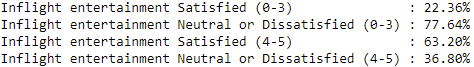 Inflight entertainment Satisfied (0-3) : 22.36%
Inflight entertainment Neutral or Dissatisfied (0-3) : 77.64%
Inflight entertainment Satisfied (4-5) : 63.20%
Inflight entertainment Neutral or Dissatisfied (4-5) : 36.80%